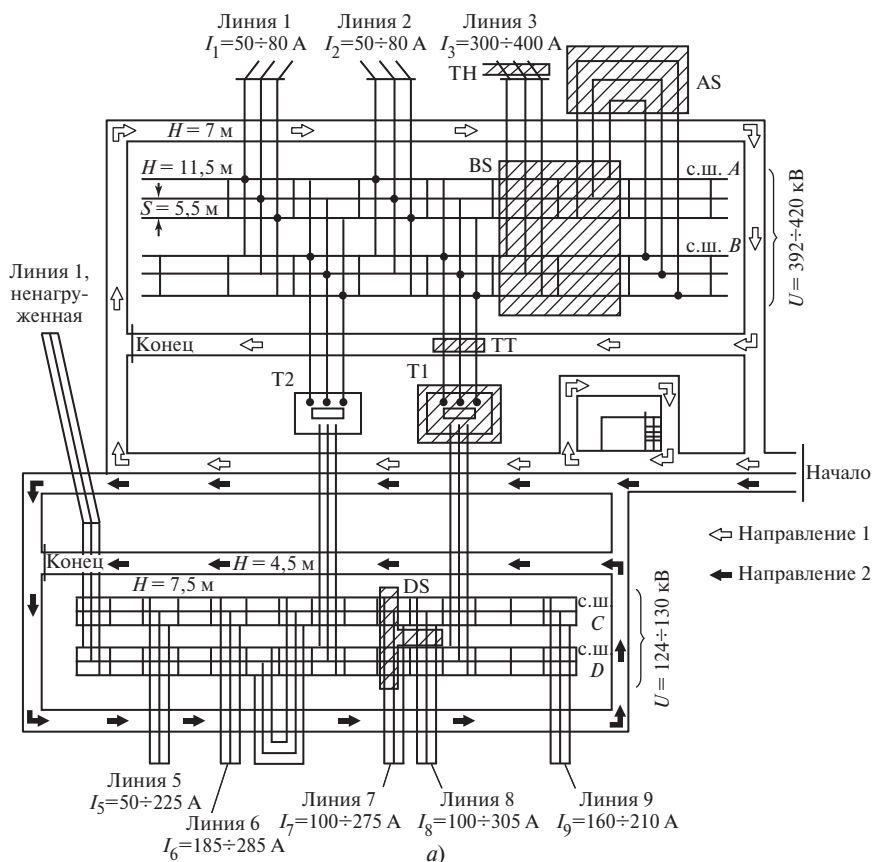 Линия 1
I1=50÷80 А
Линия 2
I2=50÷80 А
Линия 3
I3=300÷400 А
ТН
AS
H = 7 м
H = 11,5 м
BS
с.ш. A
S = 5,5 м
с.ш. B
U = 392÷420 кВ
Линия 1,
ненагру-
женная
Конец
ТТ
Т2
Т1
Начало
Направление 1
Направление 2
Конец
H = 4,5 м
H = 7,5 м
DS
с.ш.
C
с.ш.
D
U = 124÷130 кВ
Линия 5
I5=50÷225 А
Линия 6
I6=185÷285 А
Линия 7
I7=100÷275 А
Линия 8
I8=100÷305 А
Линия 9
I9=160÷210 А
а)